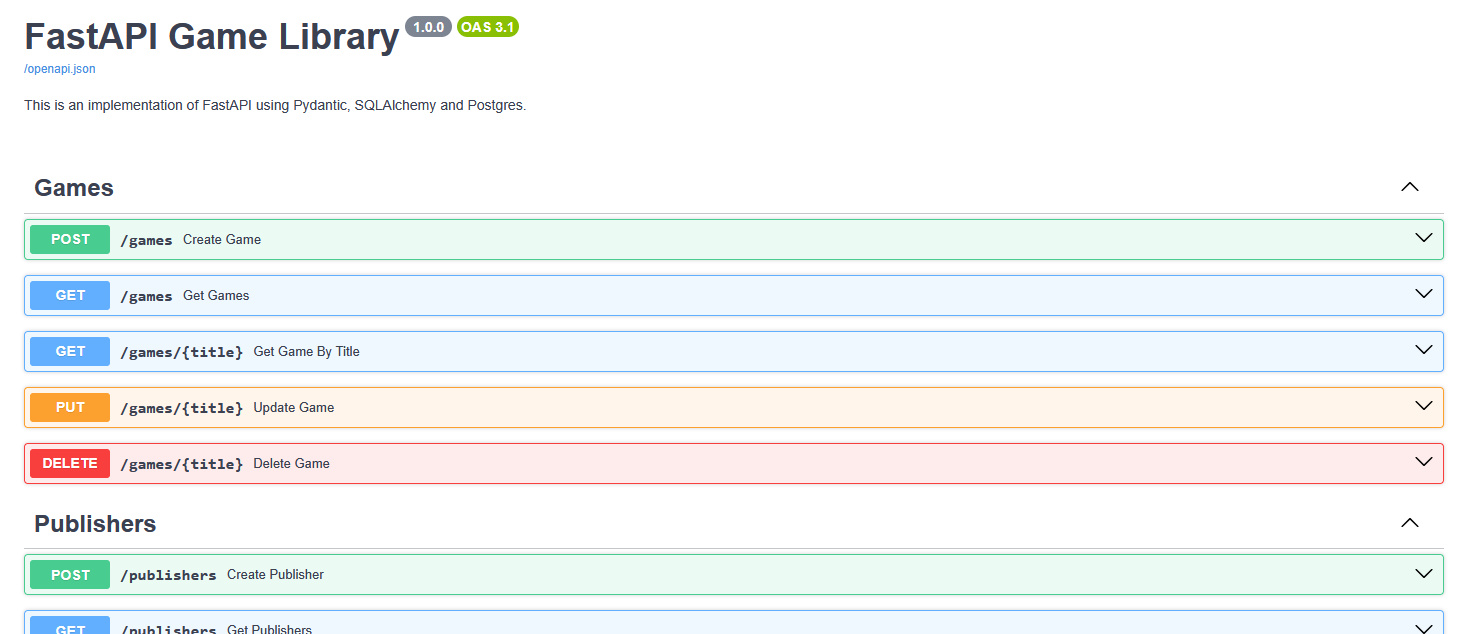 FastAPI Game Library 1.0.0 OAS 3.1
/openapi.json
This is an implementation of FastAPI using Pydantic, SQLAlchemy and Postgres.
Games
POST /games Create Game
GET /games Get Games
GET /games/{title} Get Game By Title
PUT /games/{title} Update Game
DELETE /games/{title} Delete Game
Publishers
POST /publishers Create Publisher
GET /publishers Get Publishers